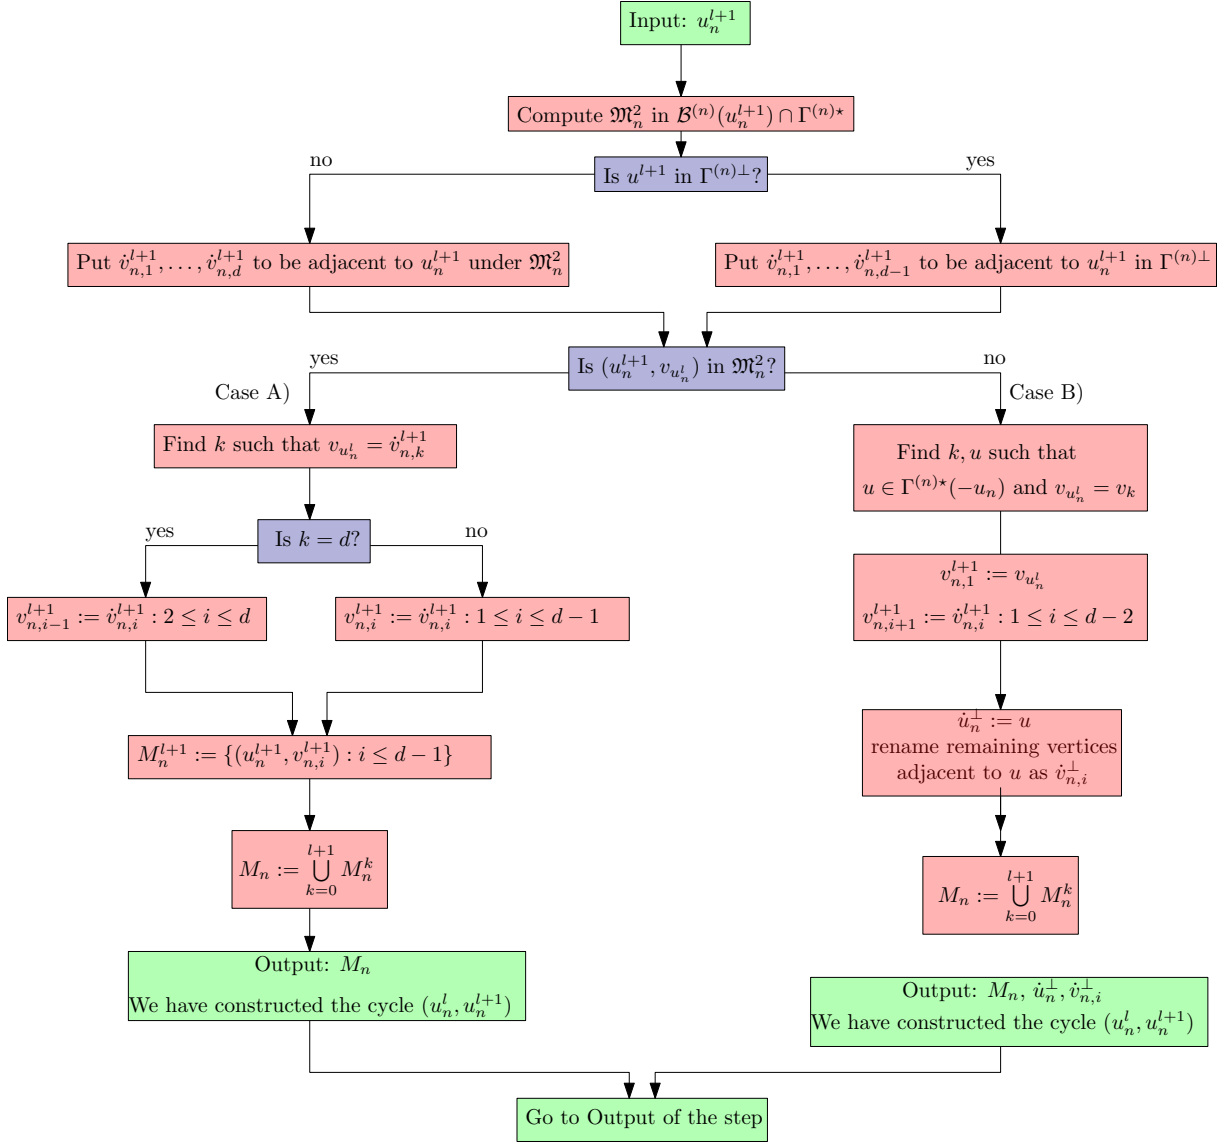 Input: $u_n^{l+1}$
Compute $\mathfrak{M}_n^2$ in $\mathcal{B}^{(n)}(u_n^{l+1}) \cap \Gamma^{(n)\star}$
no
yes
Is $u^{l+1}$ in $\Gamma^{(n)\perp}$?
Put $\dot{v}_{n,1}^{l+1}, \ldots, \dot{v}_{n,d}^{l+1}$ to be adjacent to $u_n^{l+1}$ under $\mathfrak{M}_n^2$
Put $\dot{v}_{n,1}^{l+1}, \ldots, \dot{v}_{n,d-1}^{l+1}$ to be adjacent to $u_n^{l+1}$ in $\Gamma^{(n)\perp}$
yes
Is $(u_n^{l+1}, v_{u_n^l})$ in $\mathfrak{M}_n^2$?
no
Case A)
Case B)
Find $k$ such that $v_{u_n^l} = \dot{v}_{n,k}^{l+1}$
Find $k, u$ such that
$u \in \Gamma^{(n)\star}(-u_n)$ and $v_{u_n^l} = v_k$
yes
Is $k = d$?
no
$v_{n,i-1}^{l+1} := \dot{v}_{n,i}^{l+1} : 2 \leq i \leq d$
$v_{n,i}^{l+1} := \dot{v}_{n,i}^{l+1} : 1 \leq i \leq d-1$
$v_{n,1}^{l+1} := v_{u_n^l}$
$v_{n,i+1}^{l+1} := \dot{v}_{n,i}^{l+1} : 1 \leq i \leq d-2$
$M_n^{l+1} := \{(u_n^{l+1}, v_{n,i}^{l+1}) : i \leq d-1\}$
$\dot{u}_n^{\perp} := u$
rename remaining vertices
adjacent to $u$ as $\dot{v}_{n,i}^{\perp}$
$M_n := \bigcup_{k=0}^{l+1} M_n^k$
$M_n := \bigcup_{k=0}^{l+1} M_n^k$
Output: $M_n$
We have constructed the cycle $(u_n^l, u_n^{l+1})$
Output: $M_n, \dot{u}_n^{\perp}, \dot{v}_{n,i}^{\perp}$
We have constructed the cycle $(u_n^l, u_n^{l+1})$
Go to Output of the step